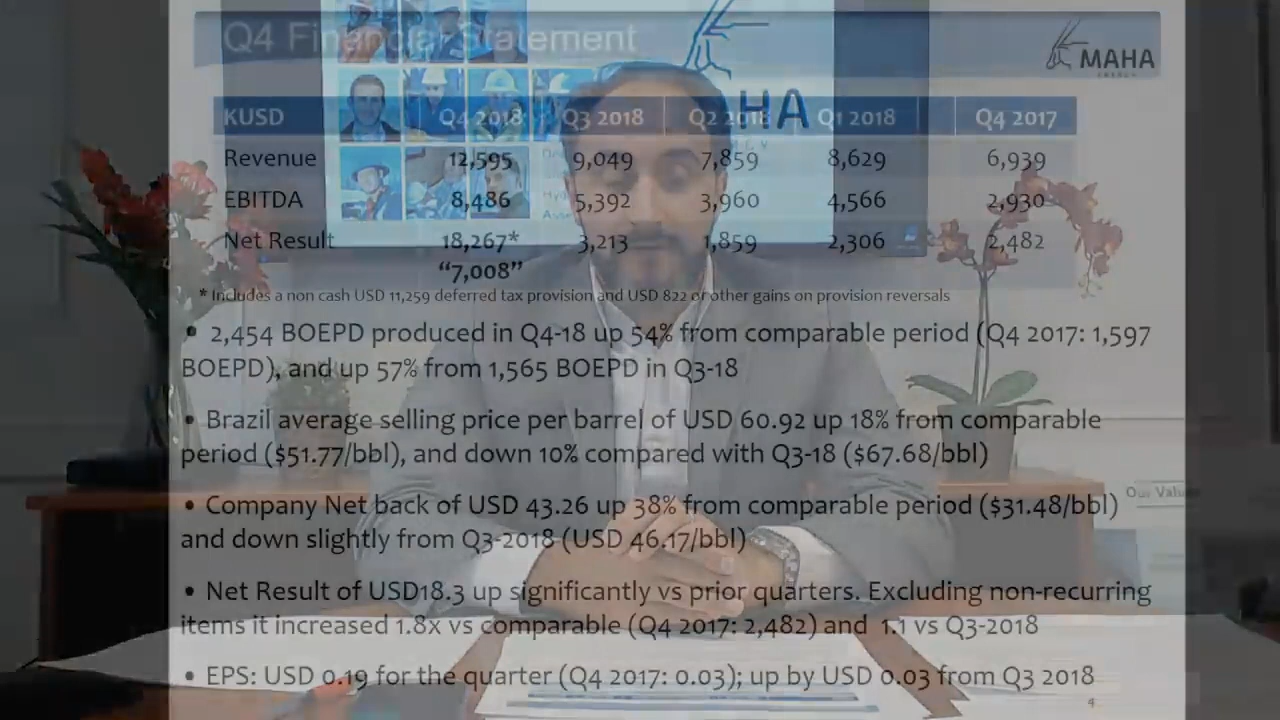 Q4 Financial Statement
MAHA
ENERGY
HA
KUSD Q4 2018 Q3 2018 Q2 2018 Q1 2018 Q4 2017
Revenue 12,595 9,049 7,859 8,629 6,939
EBITDA 8,486 5,392 3,960 4,566 2,930
Net Result 18,267* 3,213 1,859 2,306 2,482
“7,008”
* Includes a non cash USD 11,259 deferred tax provision and USD 822 of other gains on provision reversals
• 2,454 BOEPD produced in Q4-18 up 54% from comparable period (Q4 2017: 1,597
BOEPD), and up 57% from 1,565 BOEPD in Q3-18
• Brazil average selling price per barrel of USD 60.92 up 18% from comparable
period ($51.77/bbl), and down 10% compared with Q3-18 ($67.68/bbl)
• Company Net back of USD 43.26 up 38% from comparable period ($31.48/bbl)
and down slightly from Q3-2018 (USD 46.17/bbl)
Our
• Net Result of USD18.3 up significantly vs prior quarters. Excluding non-recurring
items it increased 1.8x vs comparable (Q4 2017: 2,482) and 1.1 vs Q3-2018
• EPS: USD 0.19 for the quarter (Q4 2017: 0.03); up by USD 0.03 from Q3 2018
4